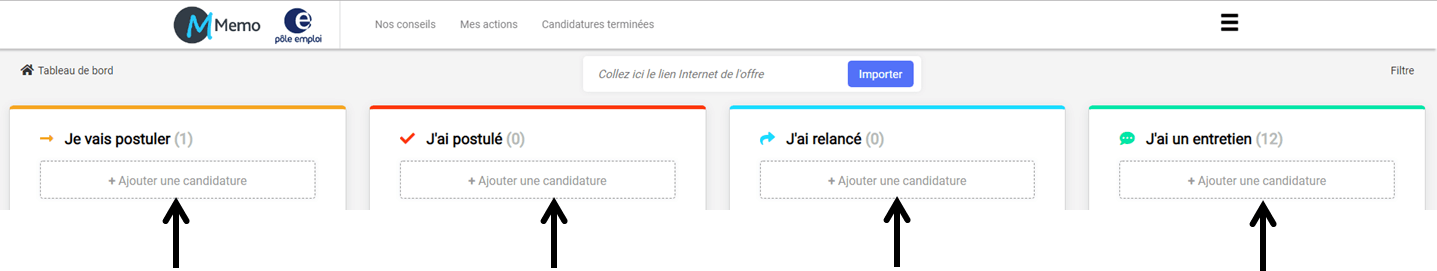 M Memo
pôle emploi
Nos conseils Mes actions Candidatures terminées
Tableau de bord
Collez ici le lien Internet de l'offre
Importer
Filtre
Je vais postuler (1)
+ Ajouter une candidature
J'ai postulé (0)
+ Ajouter une candidature
J'ai relancé (0)
+ Ajouter une candidature
J'ai un entretien (12)
+ Ajouter une candidature